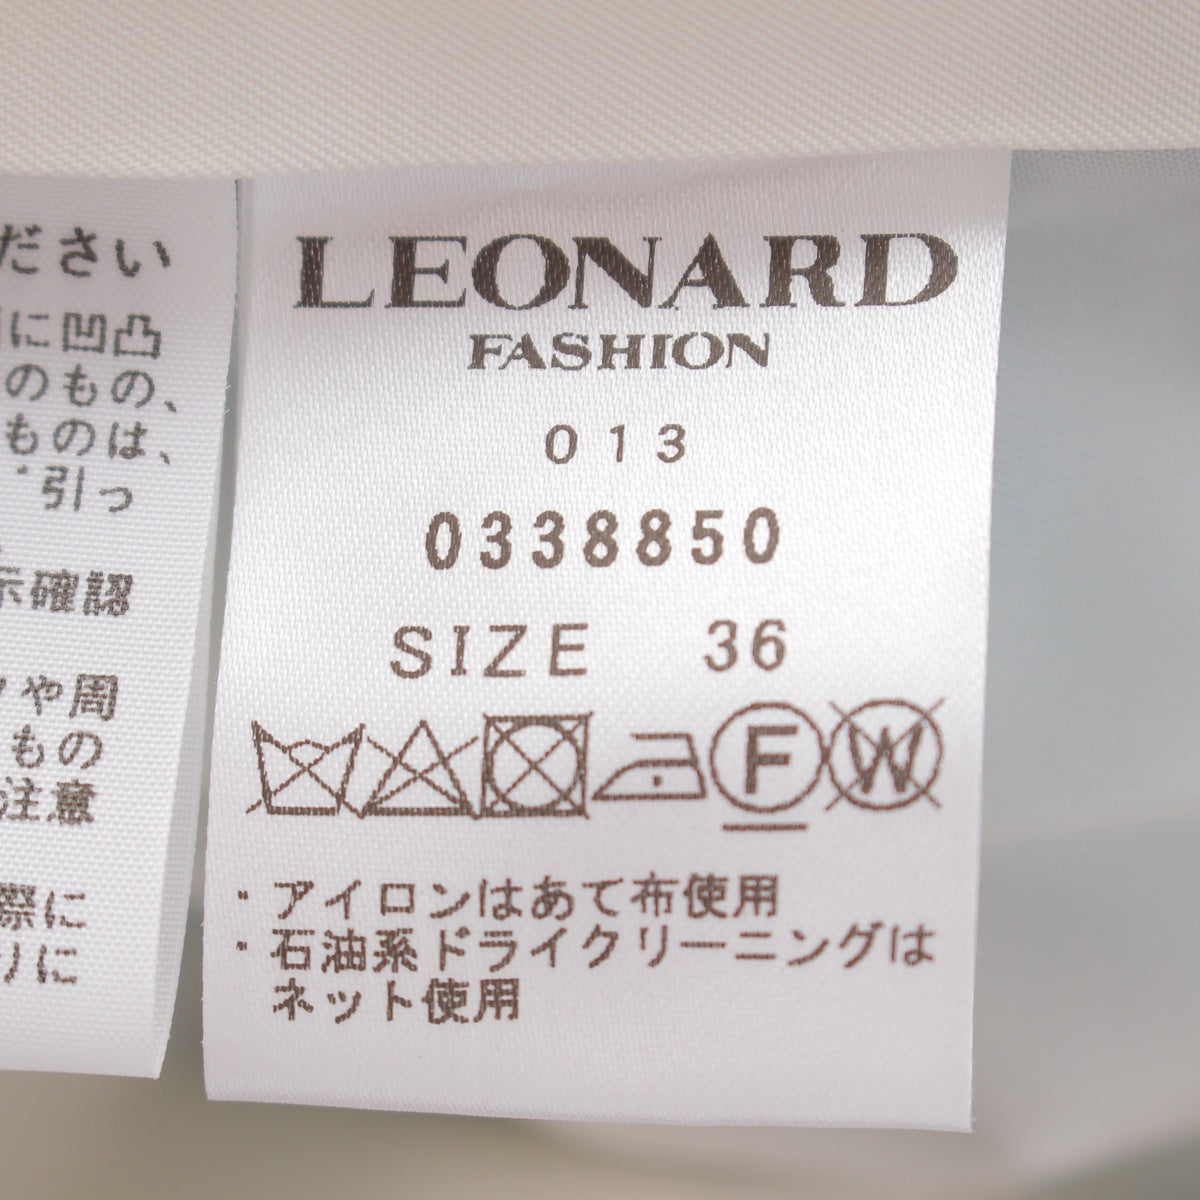 ださい
に凹凸
のもの、
ものは、
引っ
示確認
や周
もの
注意
際に
りに
LEONARD
FASHION
013
0338850
SIZE 36
F W
・アイロンはあて布使用
・石油系ドライクリーニングは
ネット使用